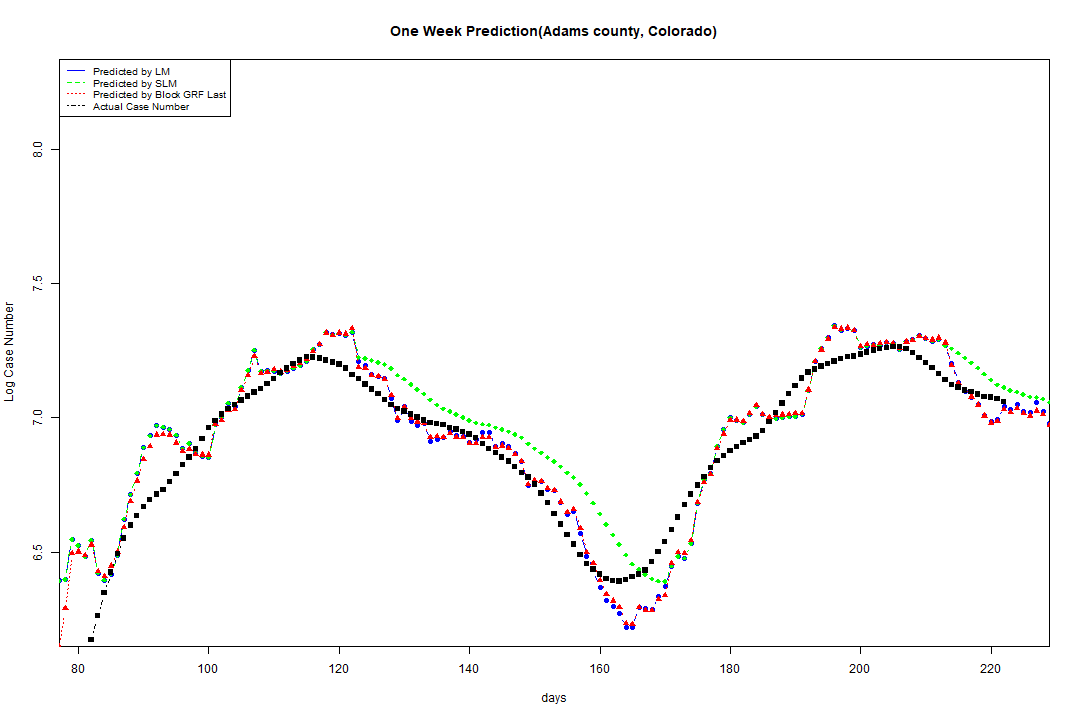 One Week Prediction(Adams county, Colorado)
Predicted by LM
Predicted by SLM
Predicted by Block GRF Last
Actual Case Number
8.0
7.5
7.0
6.5
Log Case Number
80 100 120 140 160 180 200 220
days